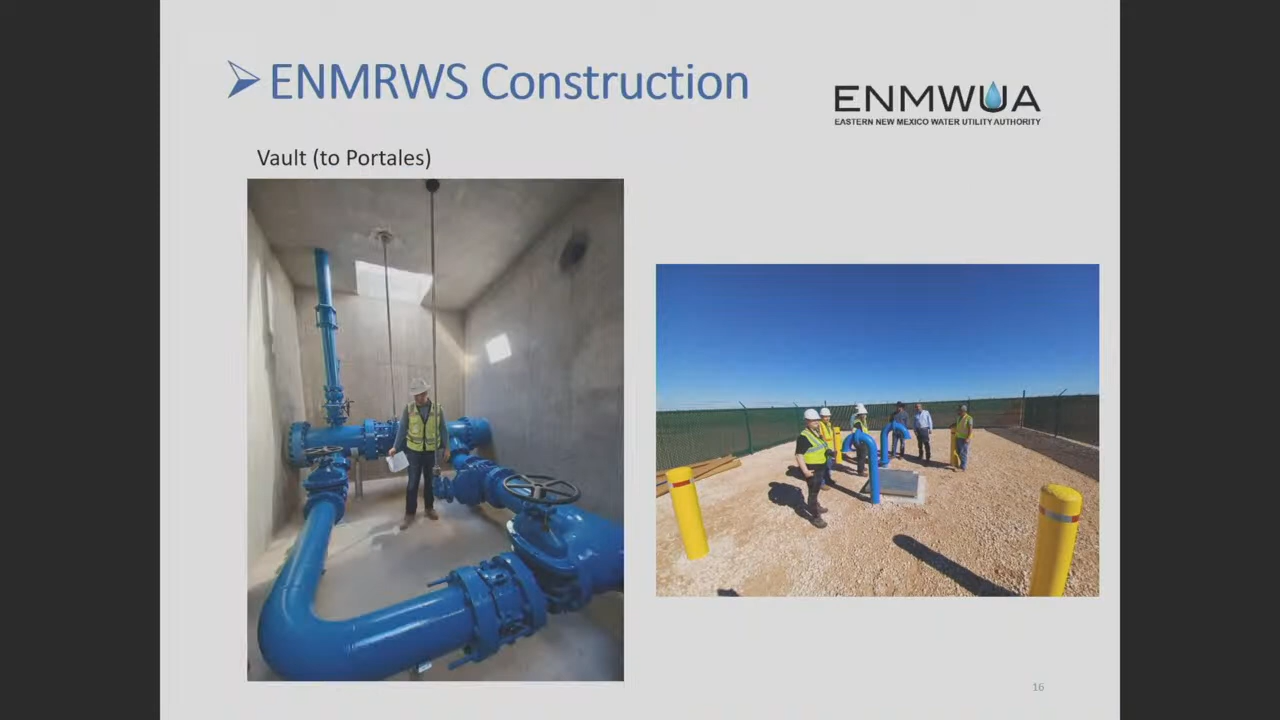 ENMRWS Construction
ENMWUA
EASTERN NEW MEXICO WATER UTILITY AUTHORITY
Vault (to Portales)
16